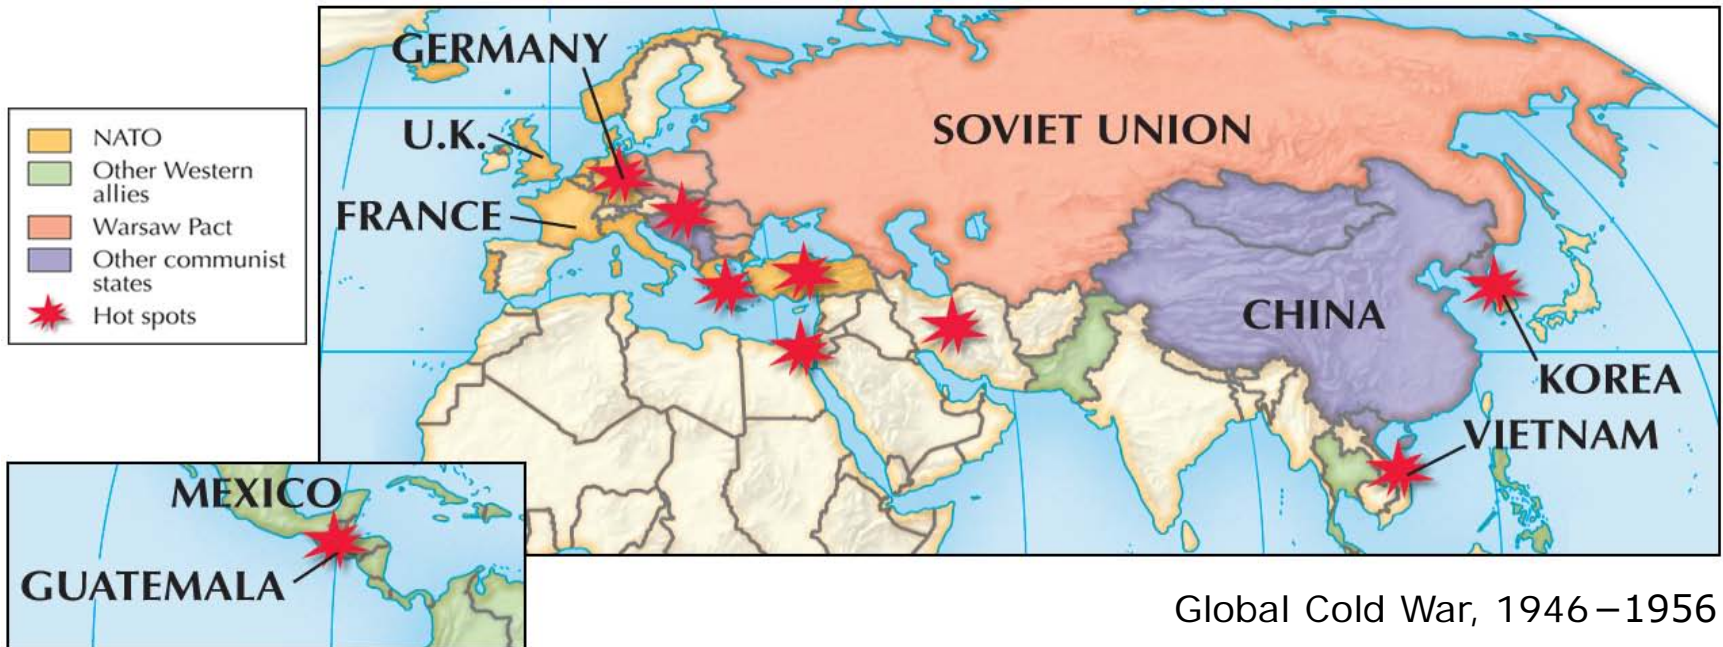 GERMANY
U.K.
FRANCE
SOVIET UNION
CHINA
KOREA
VIETNAM
NATO
Other Western
allies
Warsaw Pact
Other communist
states
Hot spots
MEXICO
GUATEMALA
Global Cold War, 1946–1956